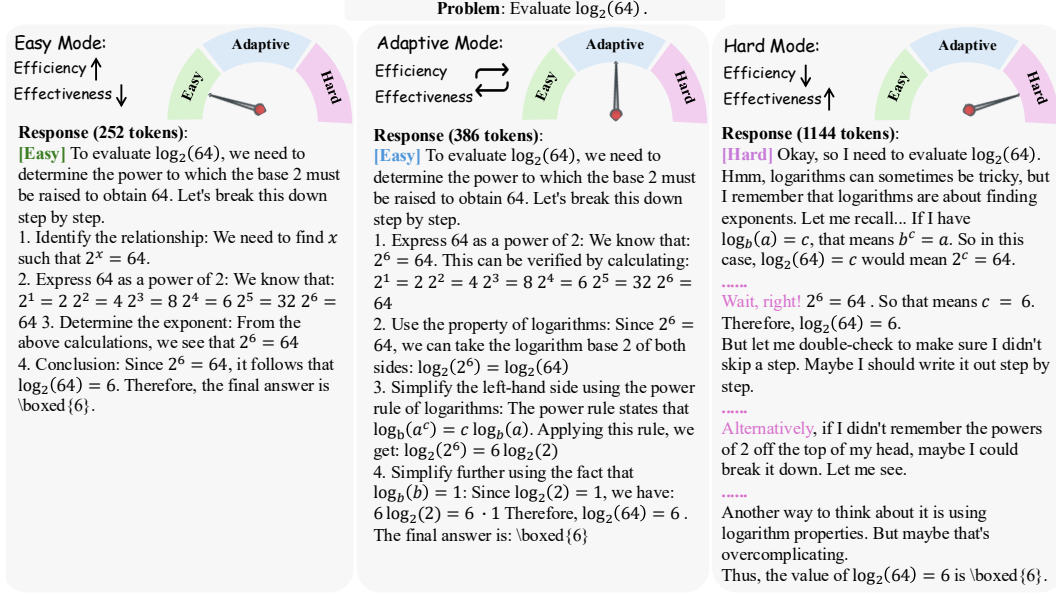 Problem: Evaluate log₂(64) .
Easy Mode:
Efficiency ↑
Effectiveness ↓
Easy
Adaptive
Hard
Response (252 tokens):
[Easy] To evaluate log₂(64), we need to
determine the power to which the base 2 must
be raised to obtain 64. Let's break this down
step by step.
1. Identify the relationship: We need to find x
such that 2ˣ = 64.
2. Express 64 as a power of 2: We know that:
2¹ = 2 2² = 4 2³ = 8 2⁴ = 6 2⁵ = 32 2⁶ =
64 3. Determine the exponent: From the
above calculations, we see that 2⁶ = 64
4. Conclusion: Since 2⁶ = 64, it follows that
log₂(64) = 6. Therefore, the final answer is
\boxed{6}.
Adaptive Mode:
Efficiency
Effectiveness
Easy
Adaptive
Hard
Response (386 tokens):
[Easy] To evaluate log₂(64), we need to
determine the power to which the base 2 must
be raised to obtain 64. Let's break this down
step by step.
1. Express 64 as a power of 2: We know that:
2⁶ = 64. This can be verified by calculating:
2¹ = 2 2² = 4 2³ = 8 2⁴ = 6 2⁵ = 32 2⁶ =
64
2. Use the property of logarithms: Since 2⁶ =
64, we can take the logarithm base 2 of both
sides: log₂(2⁶) = log₂(64)
3. Simplify the left-hand side using the power
rule of logarithms: The power rule states that
log_b(aᶜ) = c log_b(a). Applying this rule, we
get: log₂(2⁶) = 6 log₂(2)
4. Simplify further using the fact that
log_b(b) = 1: Since log₂(2) = 1, we have:
6 log₂(2) = 6 · 1 Therefore, log₂(64) = 6 .
The final answer is: \boxed{6}
Hard Mode:
Efficiency ↓
Effectiveness ↑
Easy
Adaptive
Hard
Response (1144 tokens):
[Hard] Okay, so I need to evaluate log₂(64).
Hmm, logarithms can sometimes be tricky, but
I remember that logarithms are about finding
exponents. Let me recall... If I have
log_b(a) = c, that means bᶜ = a. So in this
case, log₂(64) = c would mean 2ᶜ = 64.
......
Wait, right! 2⁶ = 64 . So that means c = 6.
Therefore, log₂(64) = 6.
But let me double-check to make sure I didn't
skip a step. Maybe I should write it out step by
step.
......
Alternatively, if I didn't remember the powers
of 2 off the top of my head, maybe I could
break it down. Let me see.
......
Another way to think about it is using
logarithm properties. But maybe that's
overcomplicating.
Thus, the value of log₂(64) = 6 is \boxed{6}.